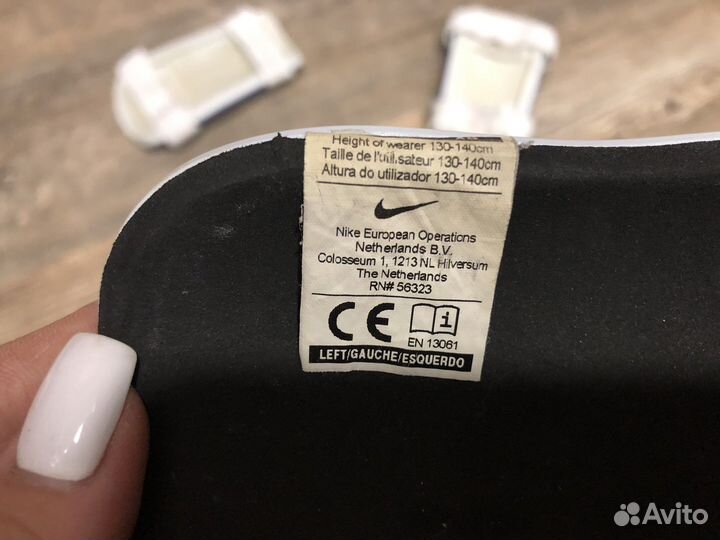 Height of wearer 130-140cm
Taille de l'utilisateur 130-140cm
Altura do utilizador 130-140cm
Nike European Operations
Netherlands B.V.
Colosseum 1, 1213 NL Hilversum
The Netherlands
RN# 56323
CE
i
EN 13061
LEFT/GAUCHE/ESQUERDO
Avito